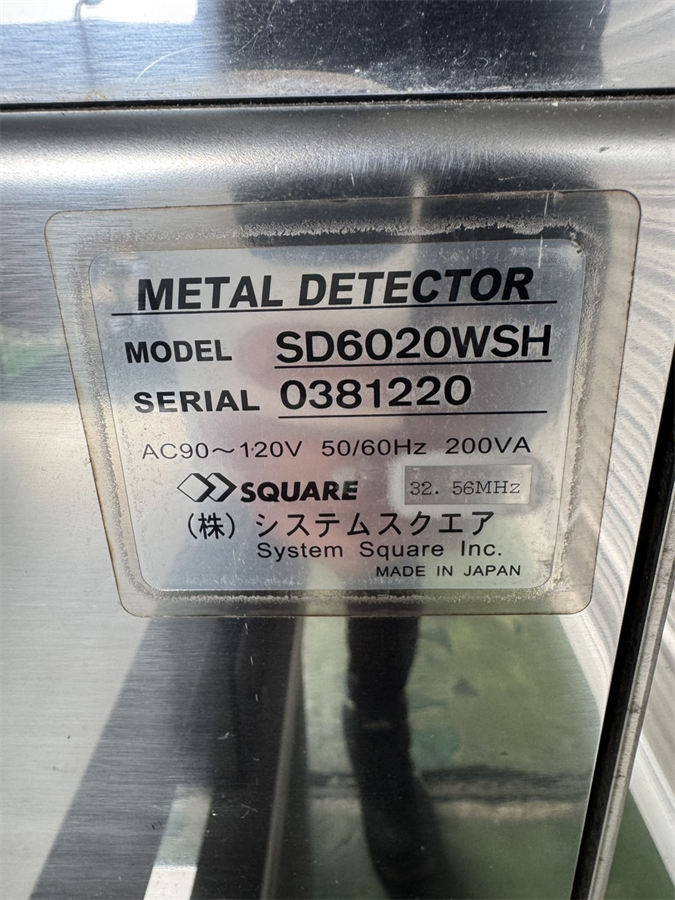 METAL DETECTOR
MODEL SD6020WSH
SERIAL 0381220
AC90～120V 50/60Hz 200VA
SQUARE 32. 56MHz
（株）システムスクエア
System Square Inc.
MADE IN JAPAN